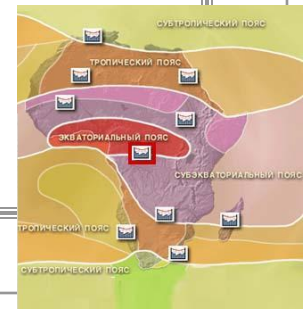 СУБТРОПИЧЕСКИЙ ПОЯС
ТРОПИЧЕСКИЙ ПОЯС
ЭКВАТОРИАЛЬНЫЙ ПОЯС
СУБЭКВАТОРИАЛЬНЫЙ ПОЯС
ТРОПИЧЕСКИЙ ПОЯС
СУБТРОПИЧЕСКИЙ ПОЯС